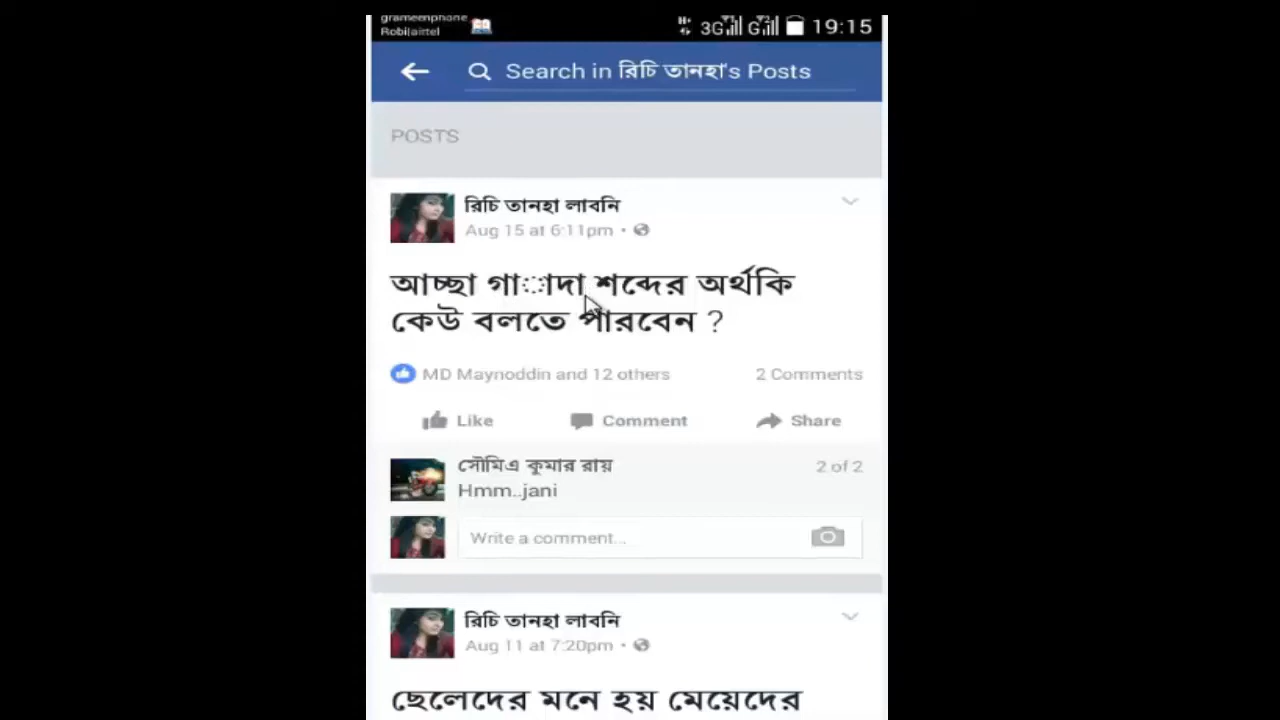 grameenphone
Robi|airtel
H+ 3G G 19:15
Search in রিচি তানহা's Posts
POSTS
রিচি তানহা লাবনি
Aug 15 at 6:11pm
আচ্ছা গাাদা শব্দের অর্থকি
কেউ বলতে পারবেন ?
MD Maynoddin and 12 others 2 Comments
Like Comment Share
সৌমিএ কুমার রায় 2 of 2
Hmm..jani
Write a comment...
রিচি তানহা লাবনি
Aug 11 at 7:20pm
ছেলেদের মনে হয় মেয়েদের